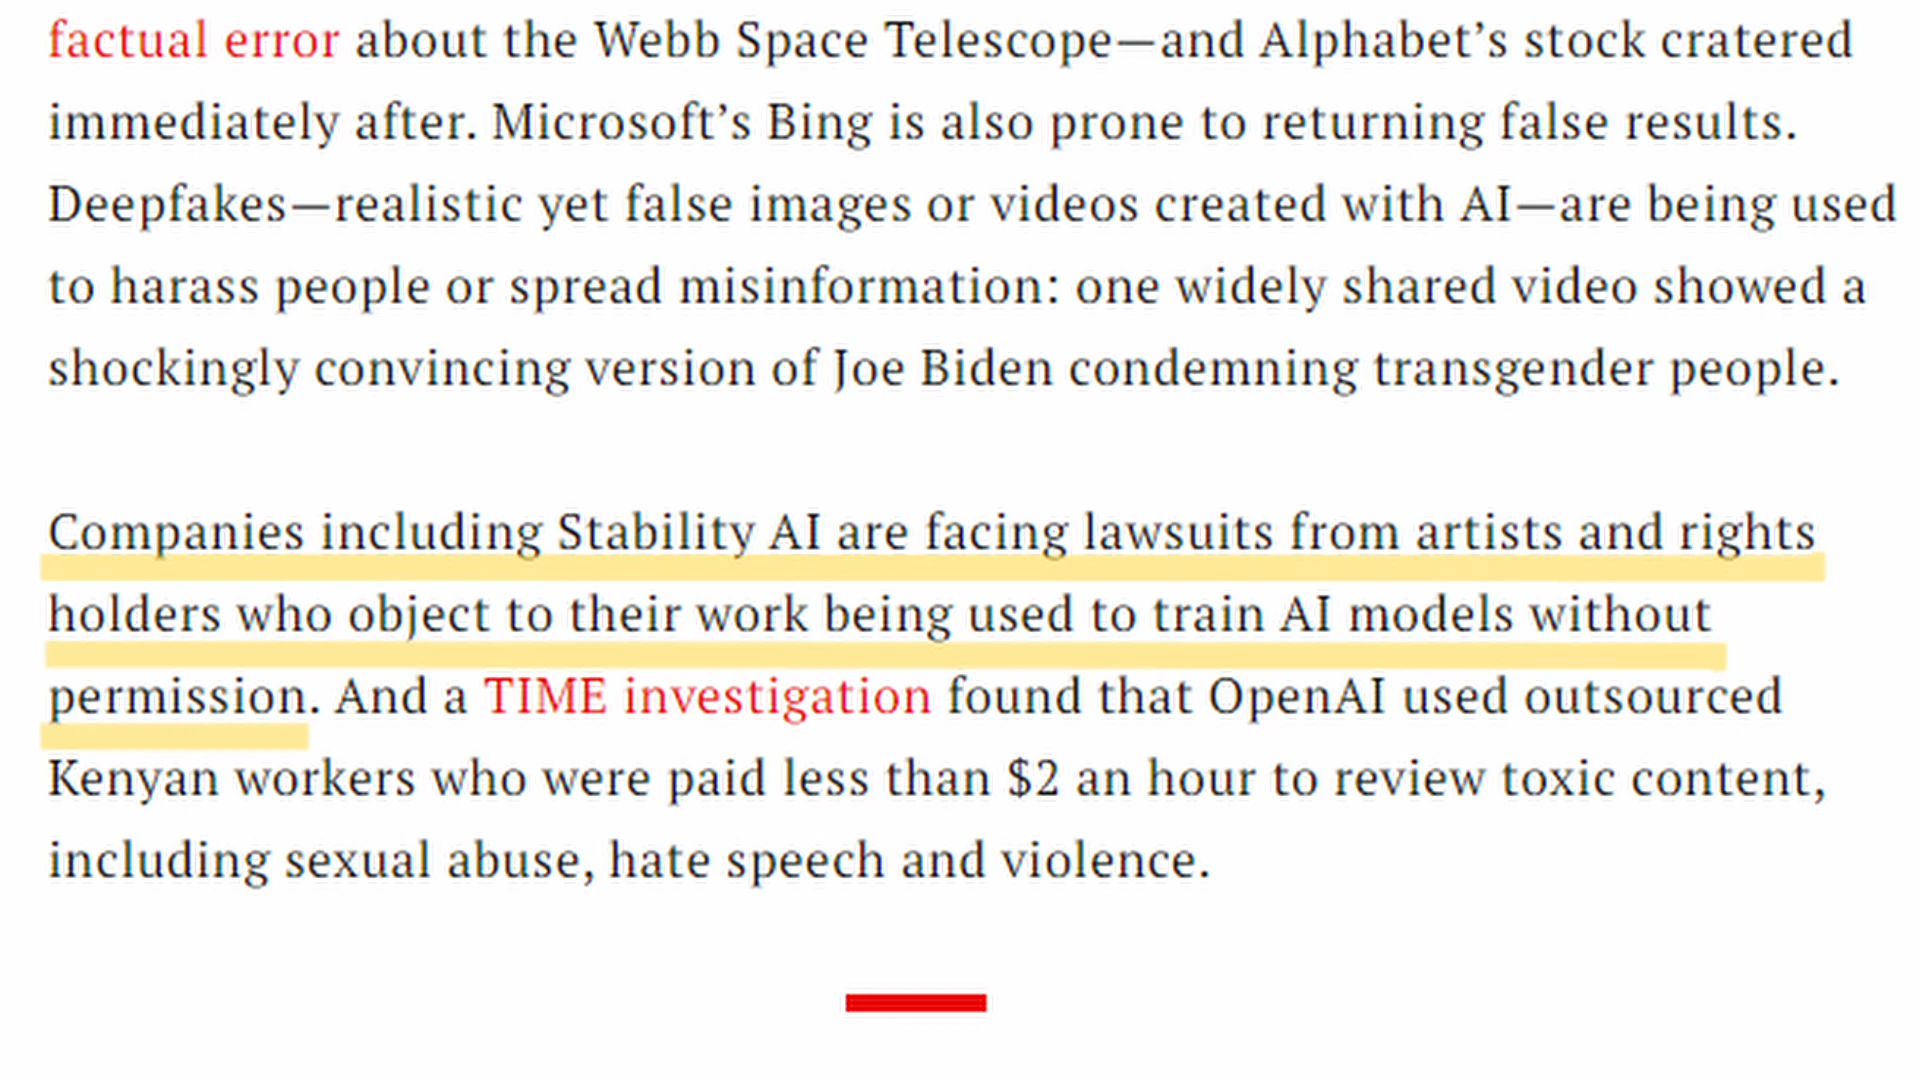 factual error about the Webb Space Telescope—and Alphabet’s stock cratered
immediately after. Microsoft’s Bing is also prone to returning false results.
Deepfakes—realistic yet false images or videos created with AI—are being used
to harass people or spread misinformation: one widely shared video showed a
shockingly convincing version of Joe Biden condemning transgender people.
Companies including Stability AI are facing lawsuits from artists and rights
holders who object to their work being used to train AI models without
permission. And a TIME investigation found that OpenAI used outsourced
Kenyan workers who were paid less than $2 an hour to review toxic content,
including sexual abuse, hate speech and violence.